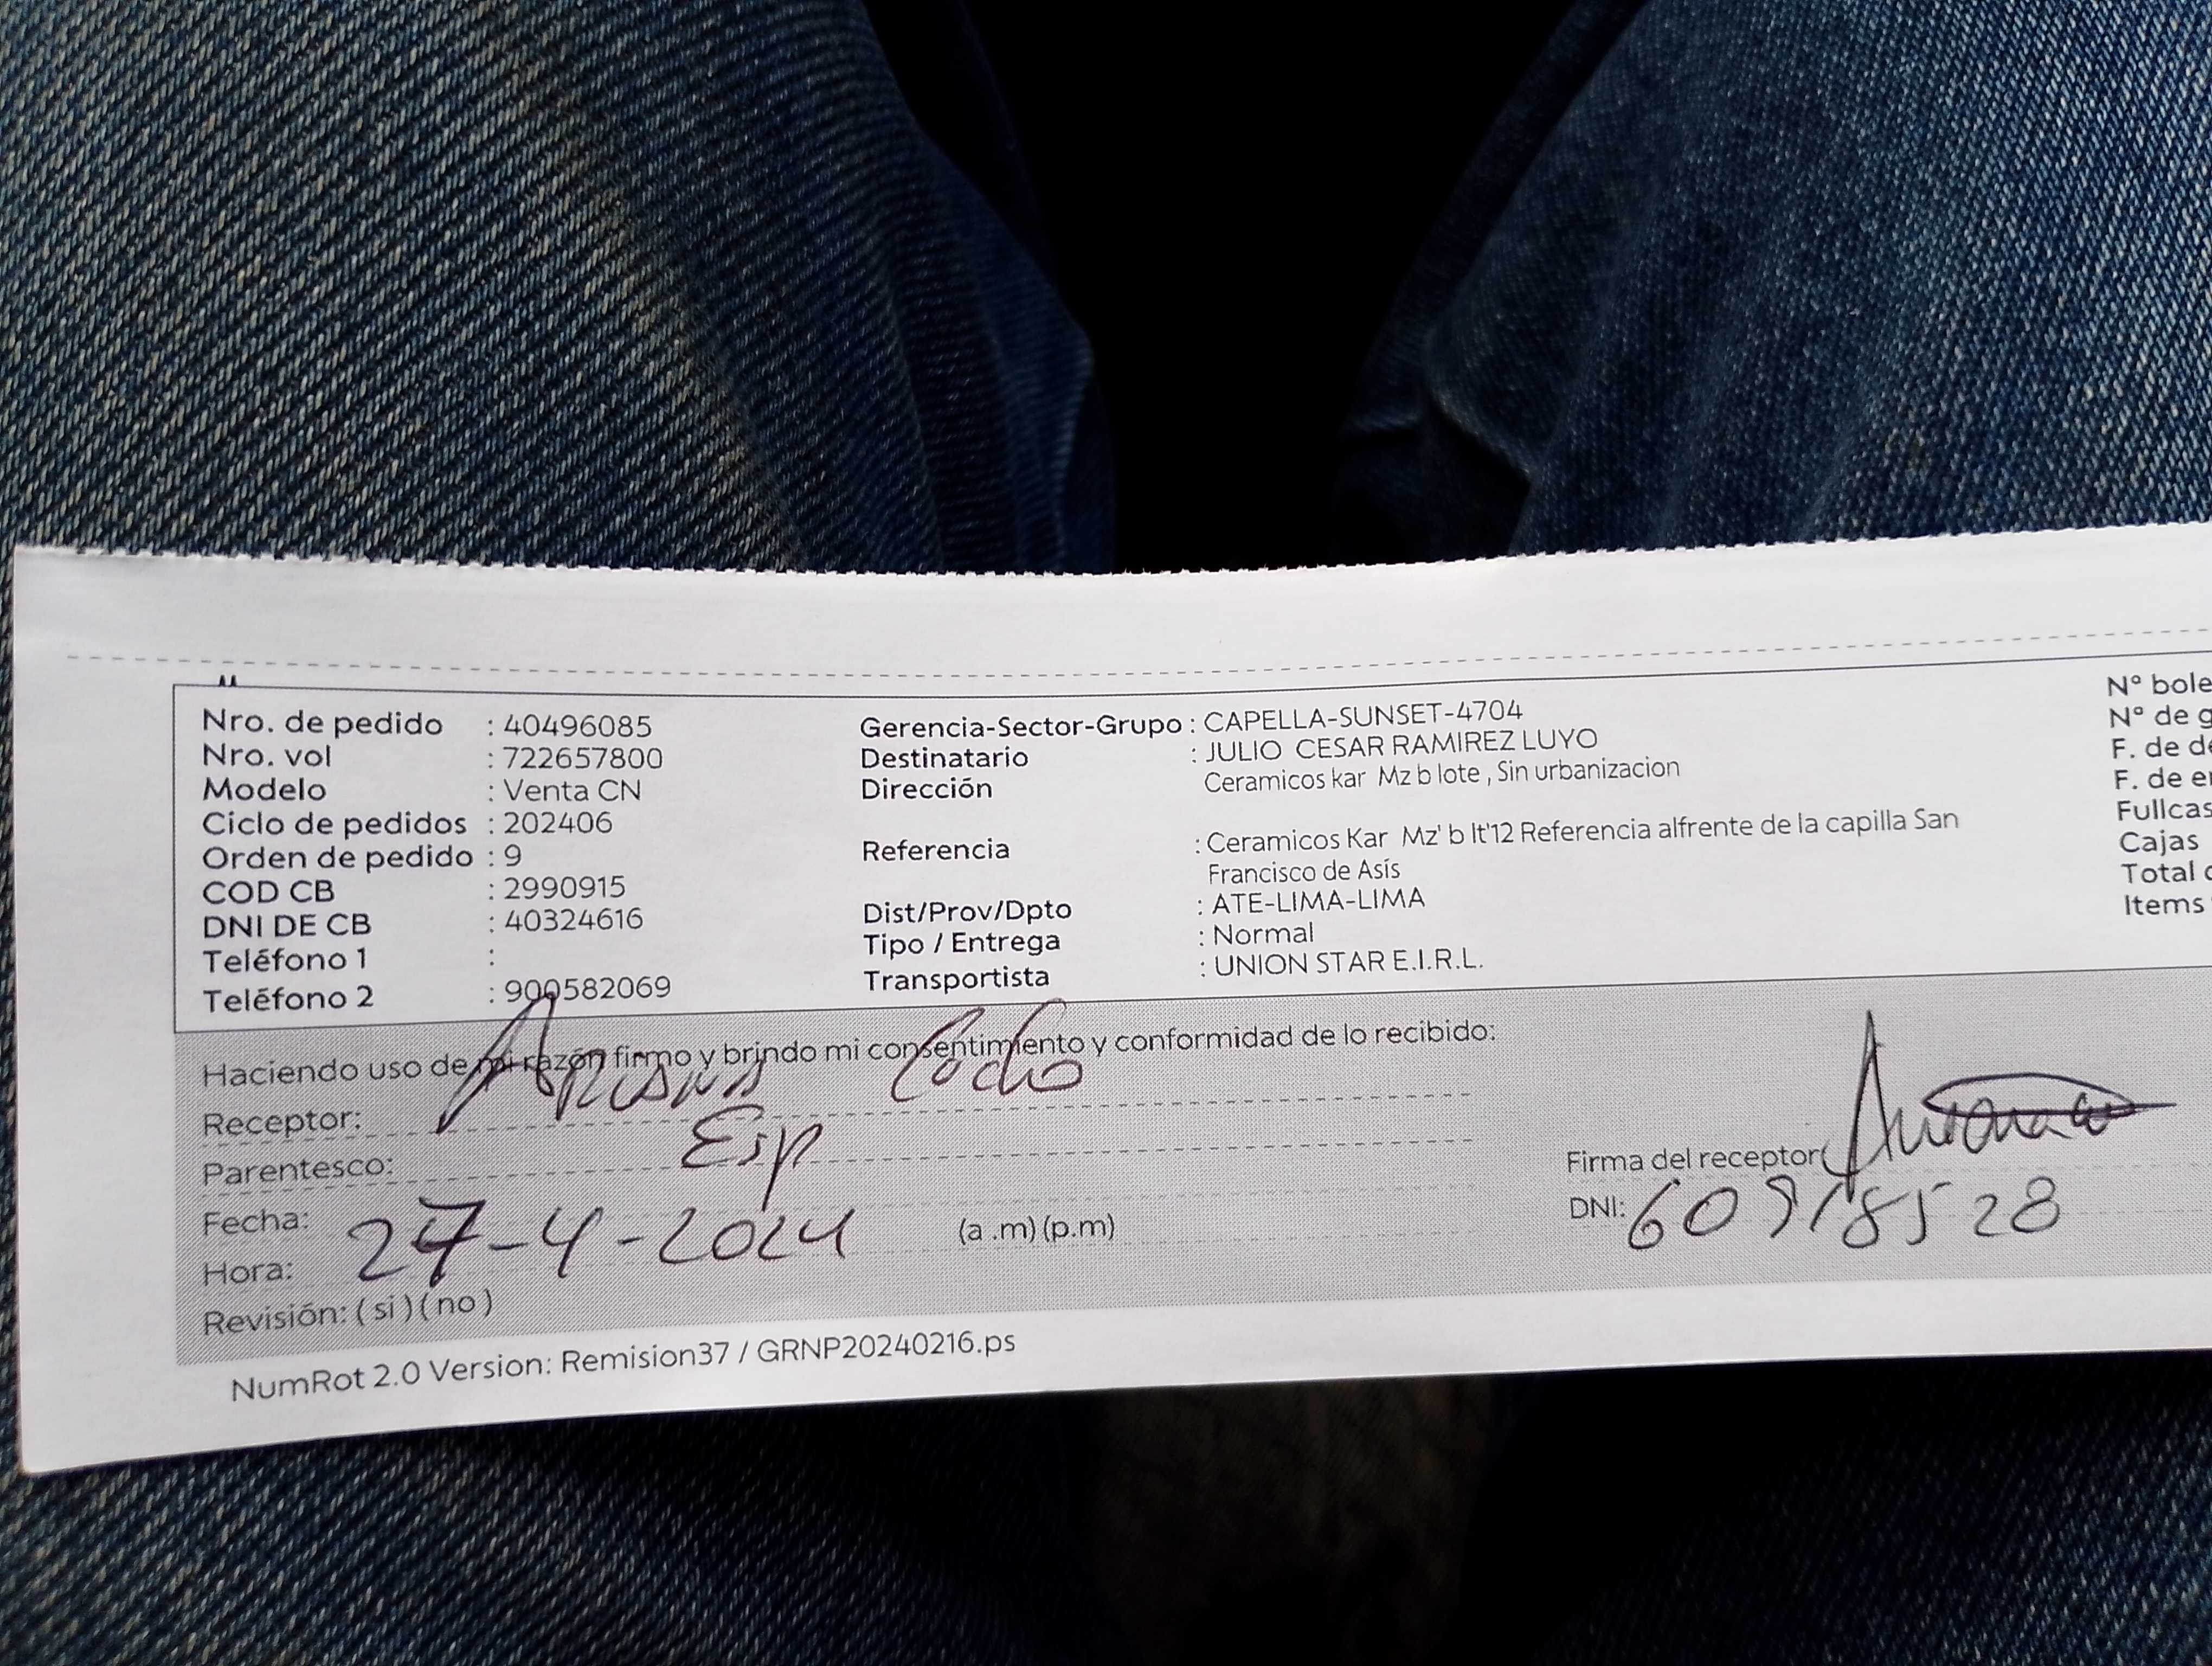 Nro. de pedido : 40496085
Nro. vol : 722657800
Modelo : Venta CN
Ciclo de pedidos : 202406
Orden de pedido : 9
COD CB : 2990915
DNI DE CB : 40324616
Teléfono 1 :
Teléfono 2 : 900582069
Gerencia-Sector-Grupo : CAPELLA-SUNSET-4704
Destinatario : JULIO CESAR RAMIREZ LUYO
Dirección Ceramicos kar Mz b lote , Sin urbanizacion
Referencia : Ceramicos Kar Mz' b lt'12 Referencia alfrente de la capilla San
Francisco de Asís
Dist/Prov/Dpto : ATE-LIMA-LIMA
Tipo / Entrega : Normal
Transportista : UNION STAR E.I.R.L.
N° bole
N° de g
F. de de
F. de e
Fullcas
Cajas
Total
Items
Haciendo uso de mi razón firmo y brindo mi consentimiento y conformidad de lo recibido:
Receptor:
Parentesco: Esp
Fecha: 27-4-2024 (a .m) (p.m)
Hora:
Revisión: ( si ) ( no )
Firma del receptor
DNI: 60918528
NumRot 2.0 Version: Remision37 / GRNP20240216.ps